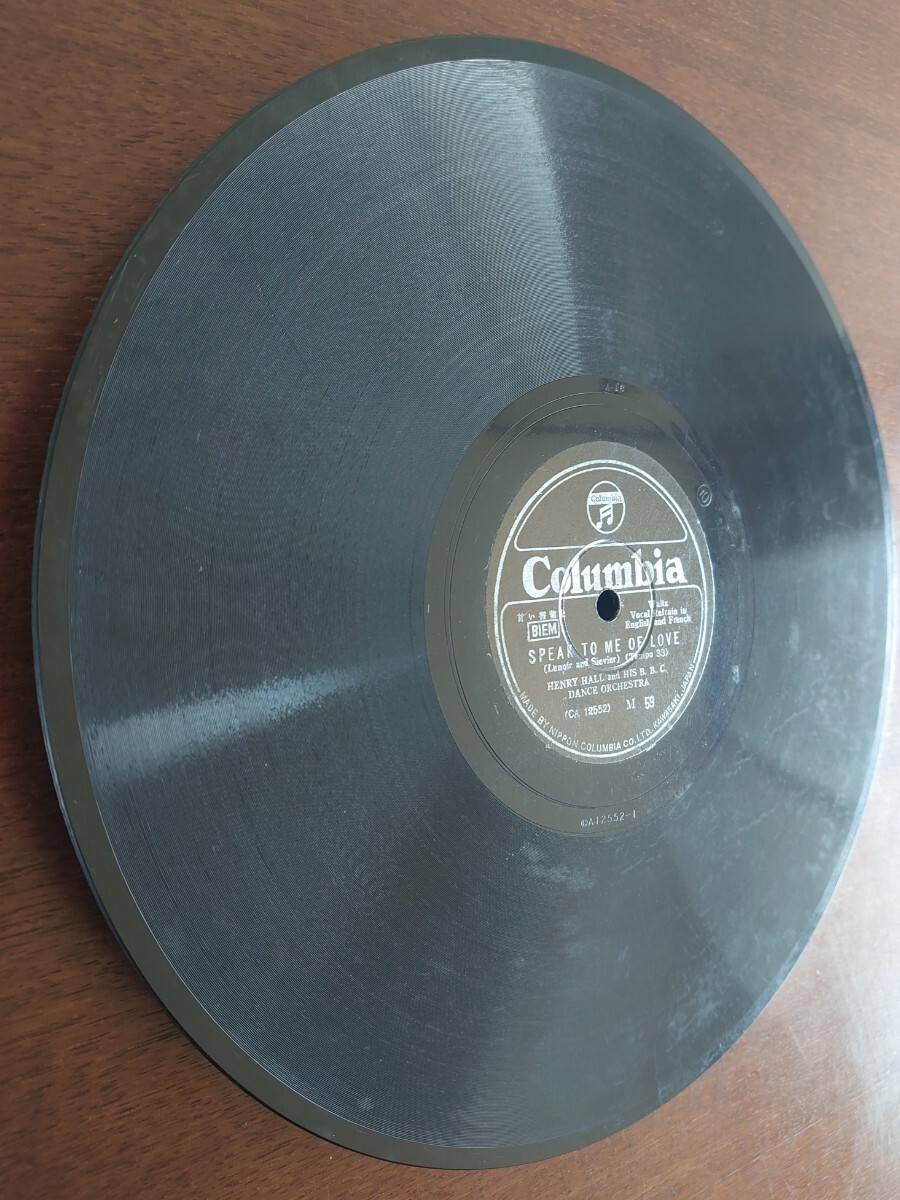 A-16
10
Columbia
Columbia
Waltz
Vocal Refrain in
English and French
BIEM
SPEAK TO ME OF LOVE
(Lenoir and Sievier) (Tempo 33)
HENRY HALL and HIS B. B. C.
DANCE ORCHESTRA
(CA 12552) M 59
MADE BY NIPPON COLUMBIA CO. LTD. KAWASAKI, JAPAN
CA12552-1